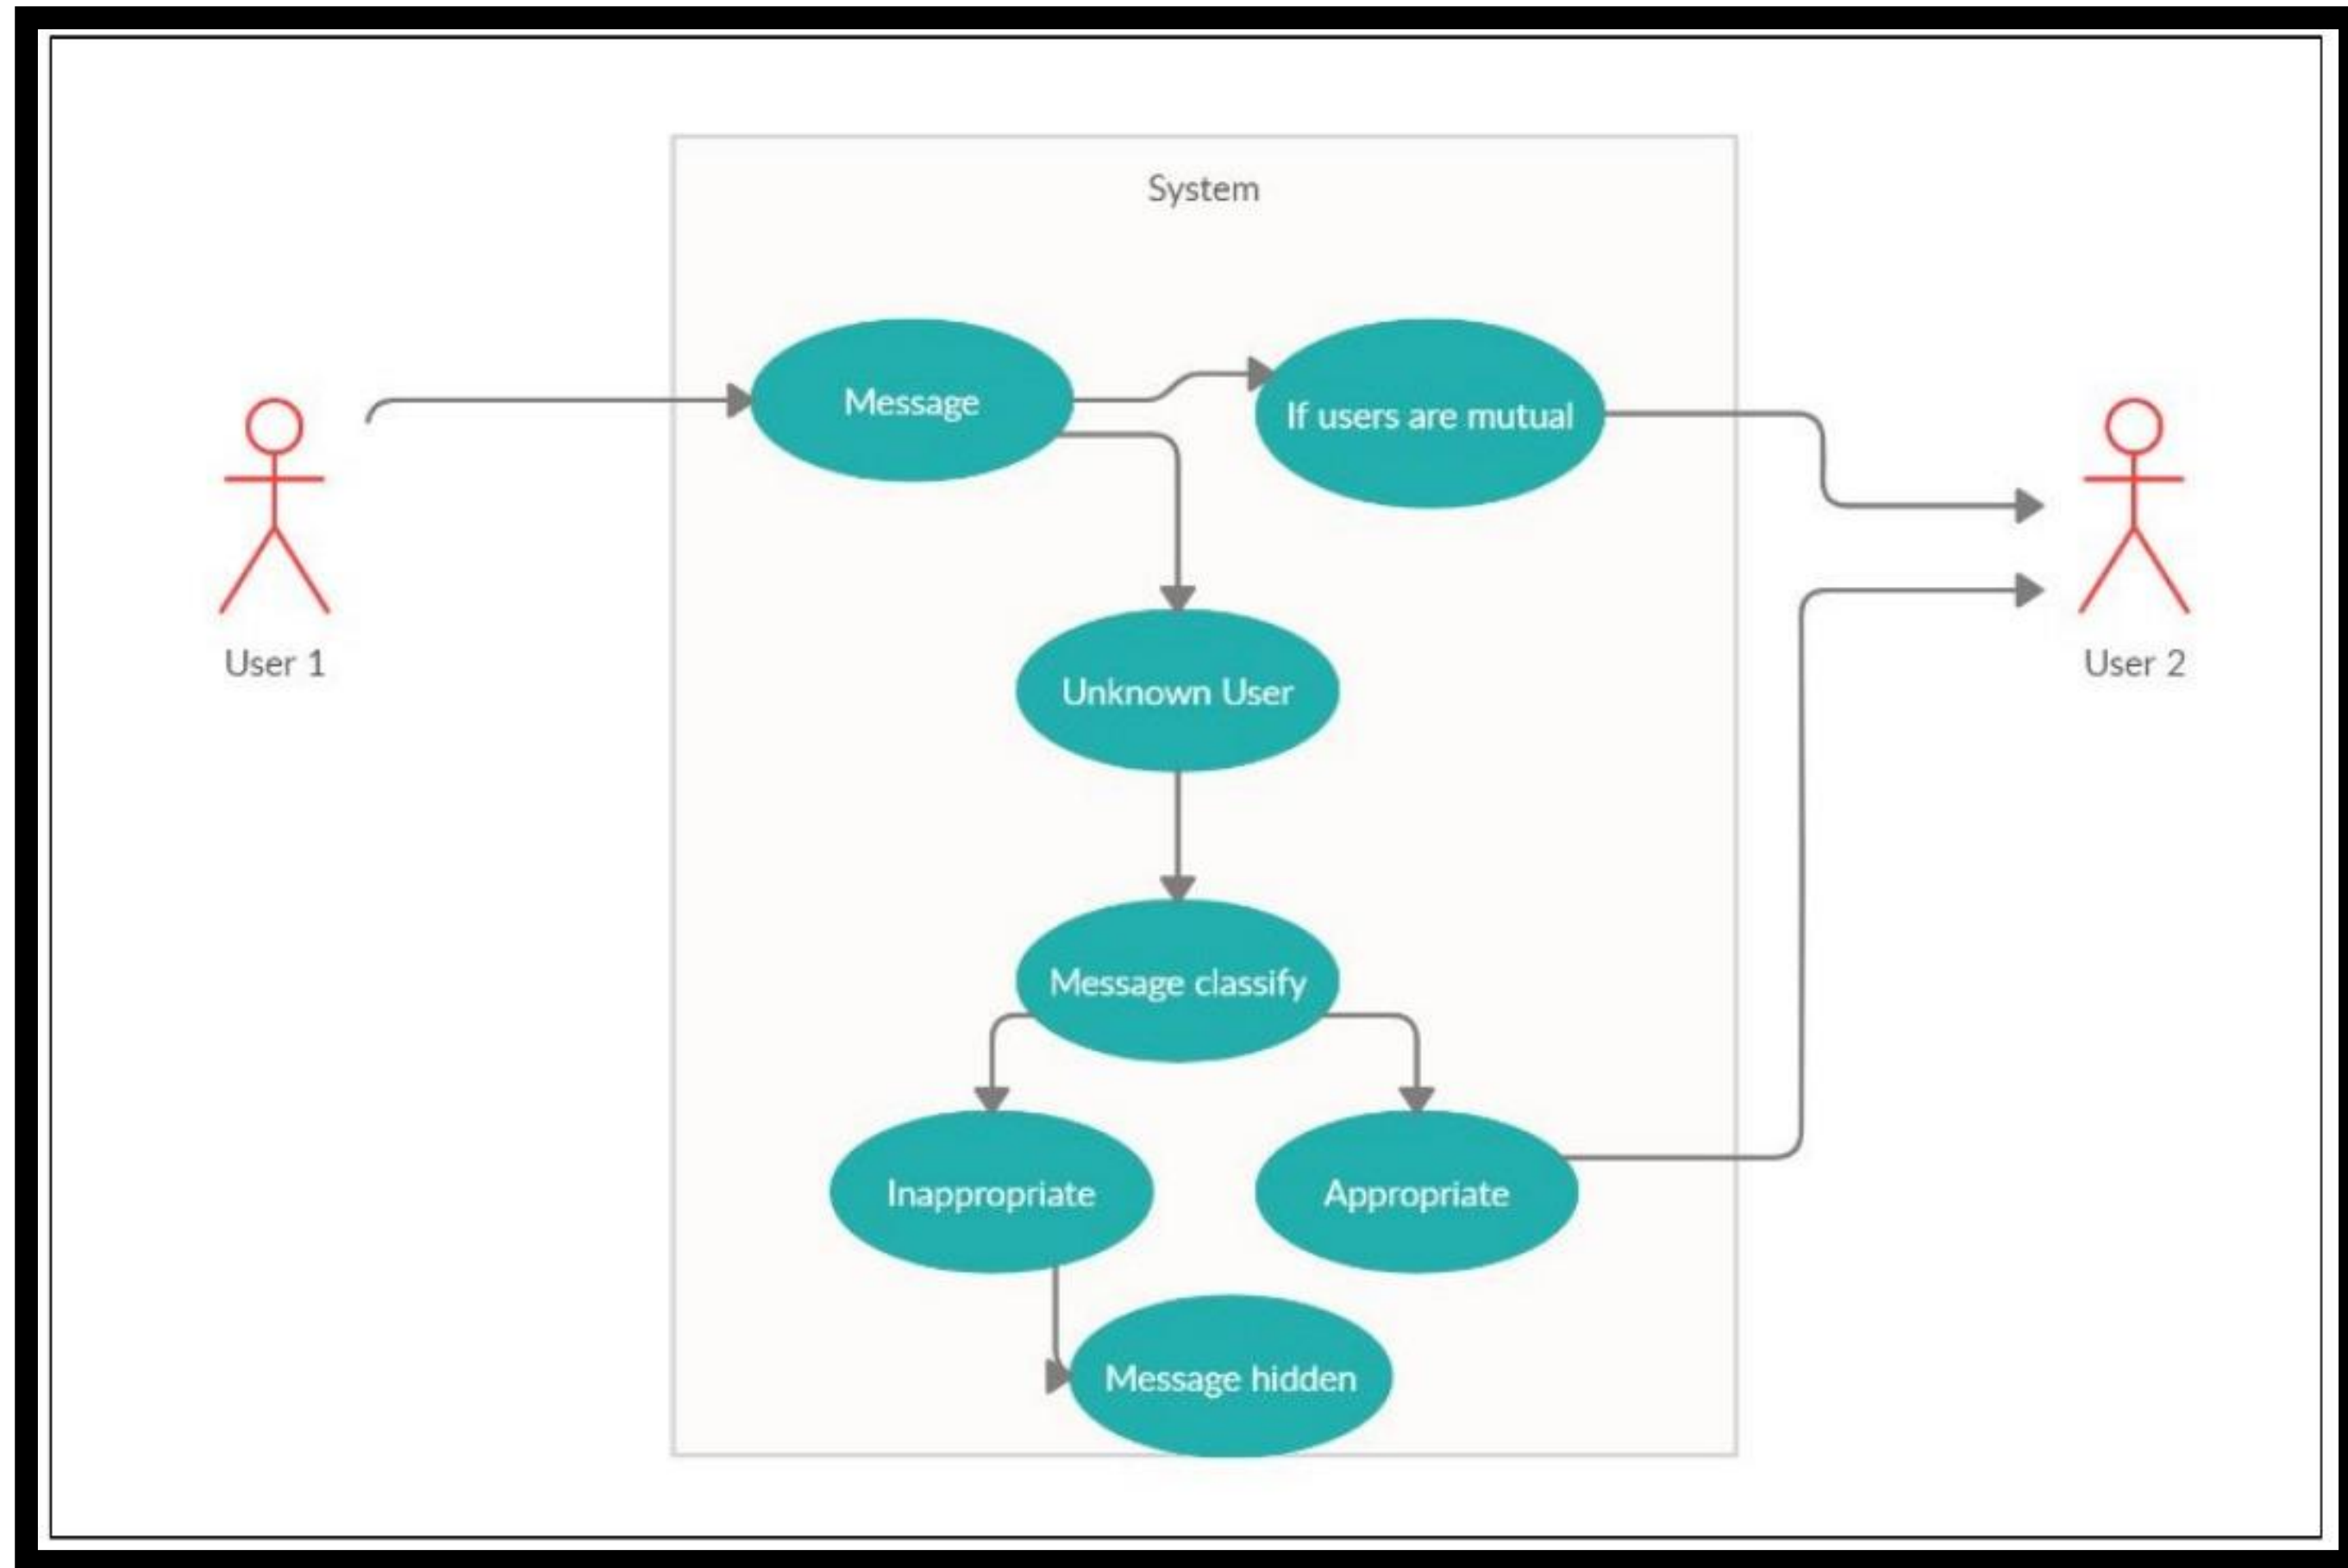 System
Message
If users are mutual
User 1
Unknown User
User 2
Message classify
Inappropriate
Appropriate
Message hidden